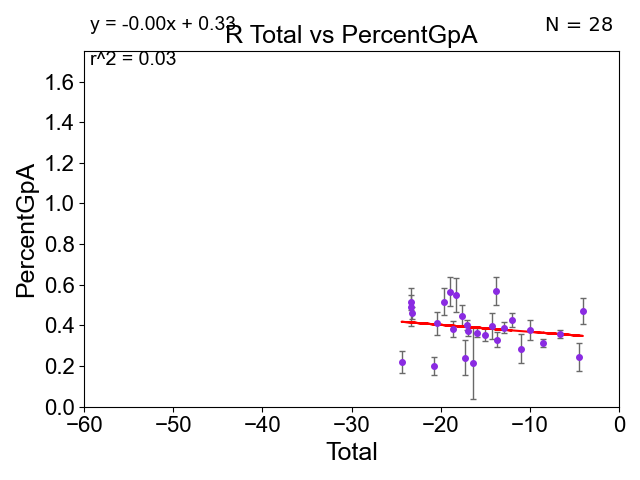 y = -0.00x + 0.33
R Total vs PercentGpA
N = 28
r^2 = 0.03
PercentGpA
1.6
1.4
1.2
1.0
0.8
0.6
0.4
0.2
0.0
−60
−50
−40
−30
−20
−10
0
Total